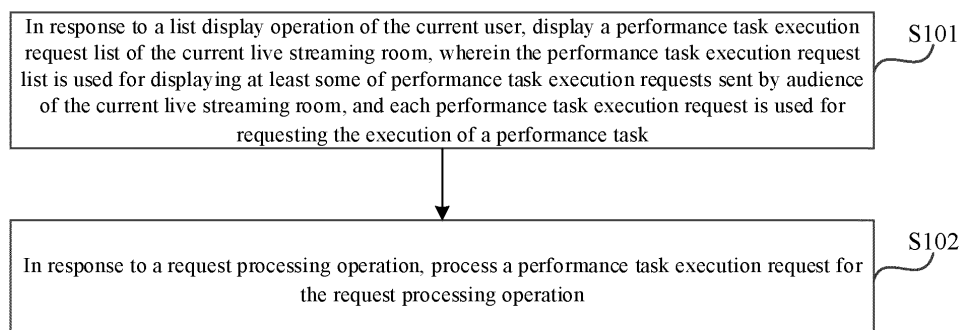 In response to a list display operation of the current user, display a performance task execution
request list of the current live streaming room, wherein the performance task execution request
list is used for displaying at least some of performance task execution requests sent by audience
of the current live streaming room, and each performance task execution request is used for
requesting the execution of a performance task
S101
In response to a request processing operation, process a performance task execution request for
the request processing operation
S102